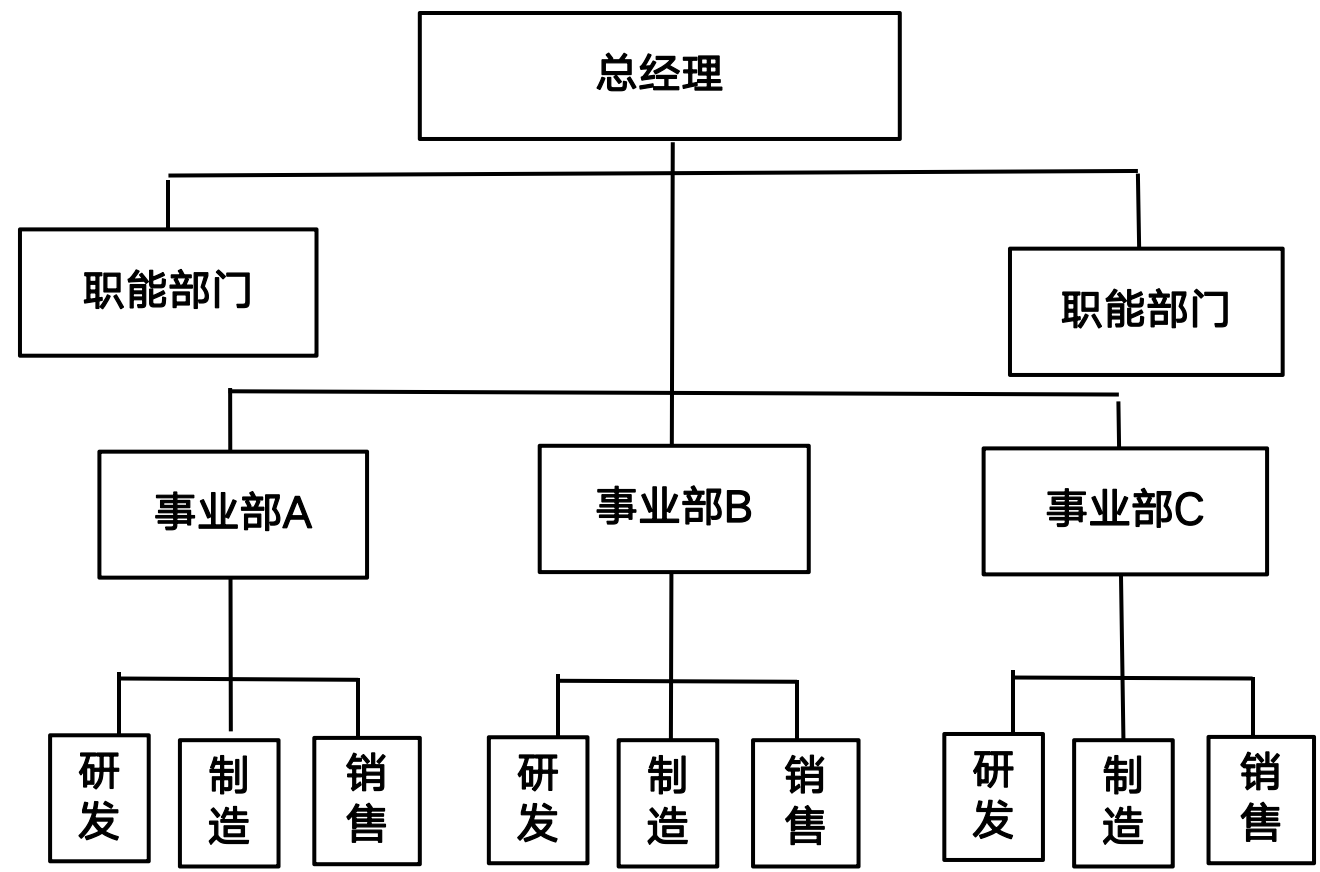 总经理
职能部门
职能部门
事业部A
事业部B
事业部C
研
发
制
造
销
售
研
发
制
造
销
售
研
发
制
造
销
售